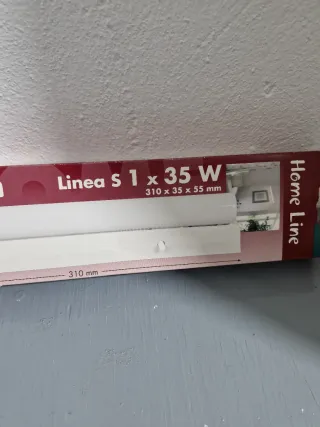 Linea S 1 x 35 W
310 x 35 x 55 mm
Home Line
310 mm